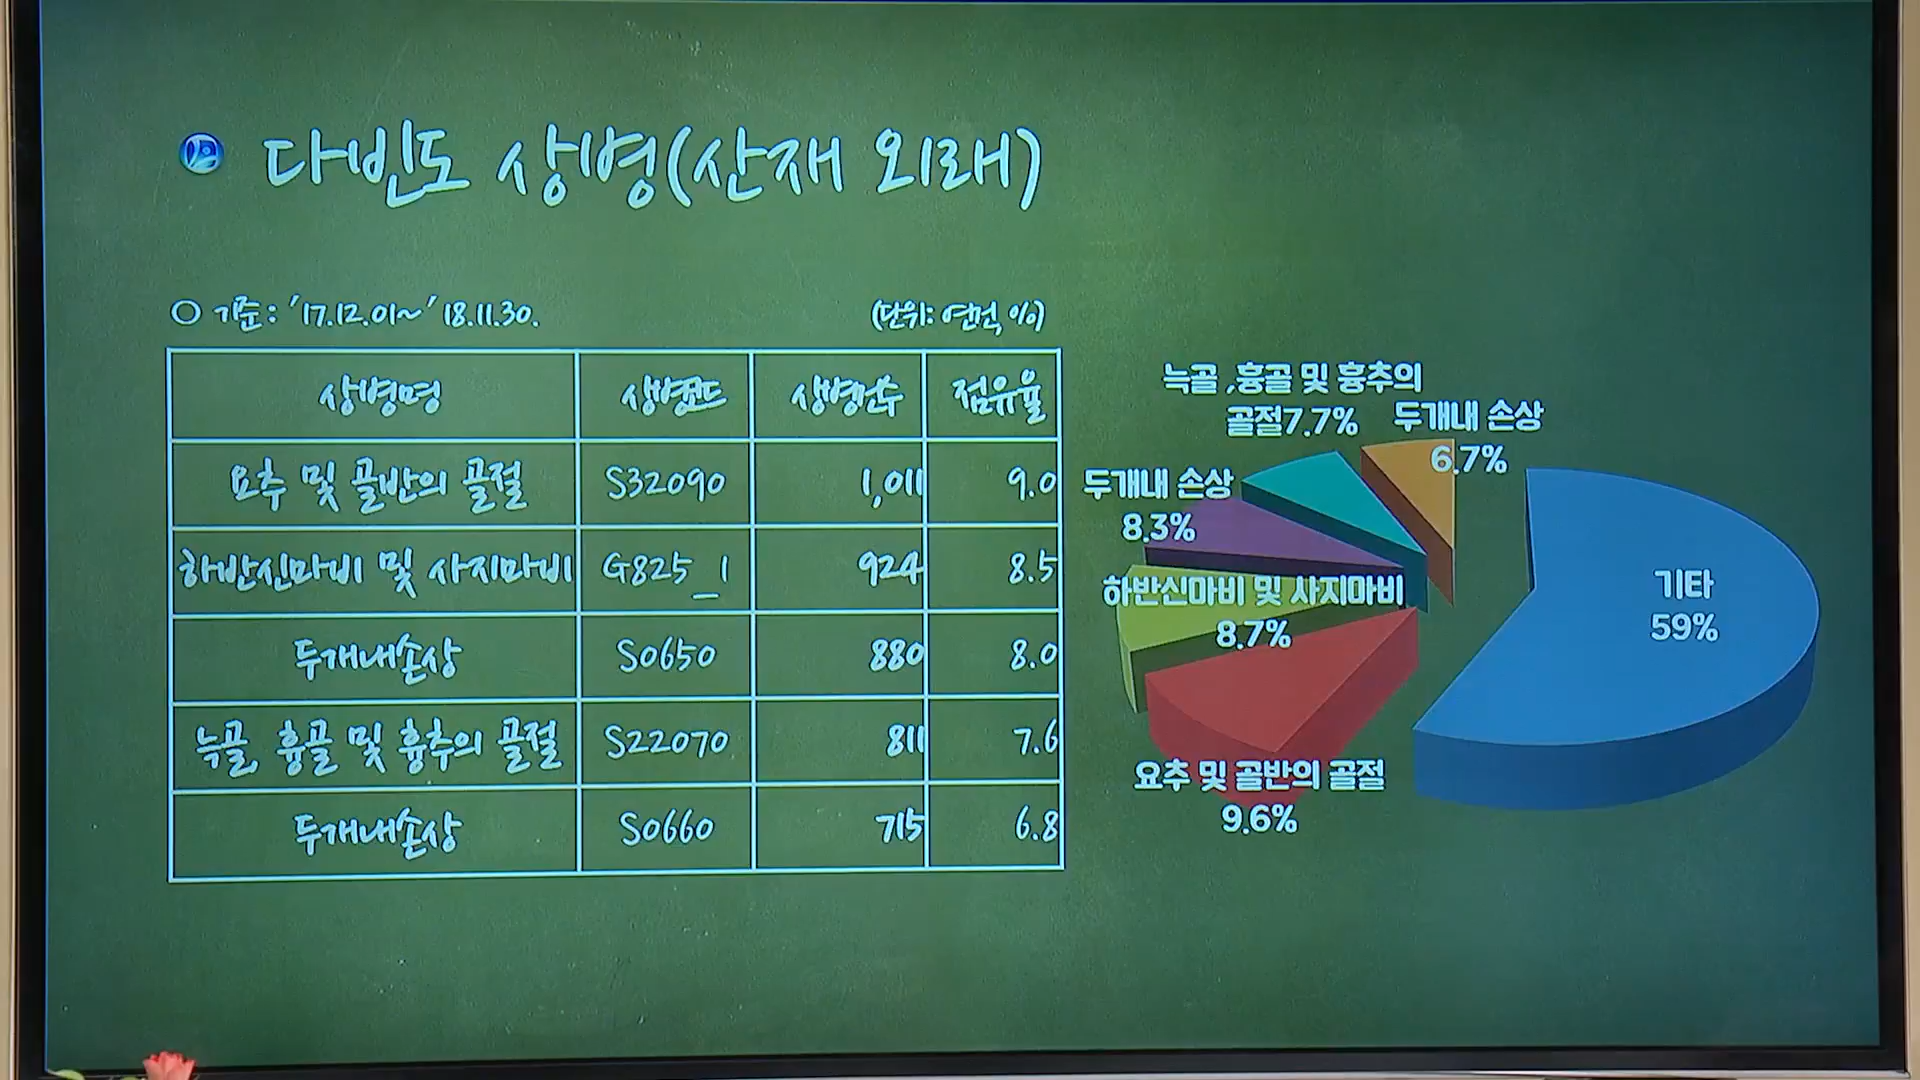 다빈도 상병(산재 외래)
○ 기준 : '17.12.01~'18.11.30.
(단위: 연건, %)
상병명 상병코드 상병건수 점유율
요추 및 골반의 골절 S32090 1,011 9.0
하반신마비 및 사지마비 G825_1 924 8.5
두개내손상 S0650 880 8.0
늑골, 흉골 및 흉추의 골절 S22070 811 7.6
두개내손상 S0660 715 6.8
늑골 ,흉골 및 흉추의
골절7.7%
두개내 손상
6.7%
두개내 손상
8.3%
하반신마비 및 사지마비
8.7%
기타
59%
요추 및 골반의 골절
9.6%